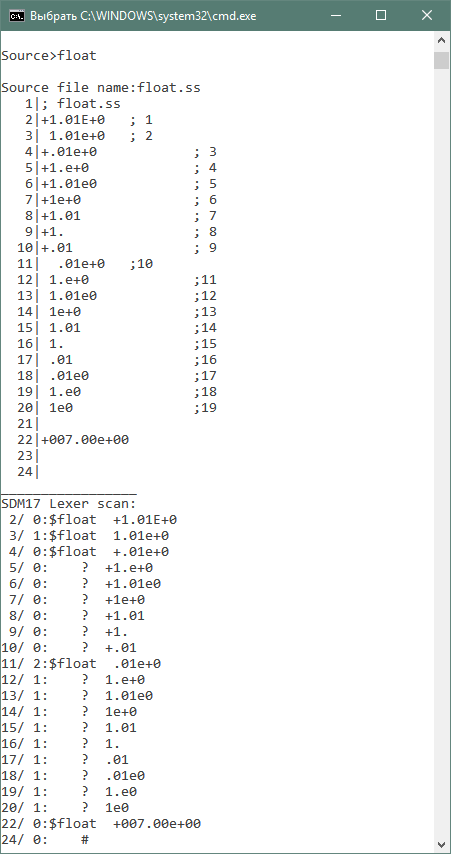 Выбрать C:\WINDOWS\system32\cmd.exe
Source>float
Source file name:float.ss
   1|; float.ss
   2|+1.01E+0   ; 1
   3| 1.01e+0   ; 2
   4|+.01e+0            ; 3
   5|+1.e+0             ; 4
   6|+1.01e0            ; 5
   7|+1e+0              ; 6
   8|+1.01              ; 7
   9|+1.                ; 8
  10|+.01               ; 9
  11|  .01e+0   ;10
  12| 1.e+0             ;11
  13| 1.01e0            ;12
  14| 1e+0              ;13
  15| 1.01              ;14
  16| 1.                ;15
  17| .01               ;16
  18| .01e0             ;17
  19| 1.e0              ;18
  20| 1e0               ;19
  21|
  22|+007.00e+00
  23|
  24|
_________________
SDM17 Lexer scan:
 2/ 0:$float  +1.01E+0
 3/ 1:$float  1.01e+0
 4/ 0:$float  +.01e+0
 5/ 0:    ?  +1.e+0
 6/ 0:    ?  +1.01e0
 7/ 0:    ?  +1e+0
 8/ 0:    ?  +1.01
 9/ 0:    ?  +1.
10/ 0:    ?  +.01
11/ 2:$float  .01e+0
12/ 1:    ?  1.e+0
13/ 1:    ?  1.01e0
14/ 1:    ?  1e+0
15/ 1:    ?  1.01
16/ 1:    ?  1.
17/ 1:    ?  .01
18/ 1:    ?  .01e0
19/ 1:    ?  1.e0
20/ 1:    ?  1e0
22/ 0:$float  +007.00e+00
24/ 0:    #